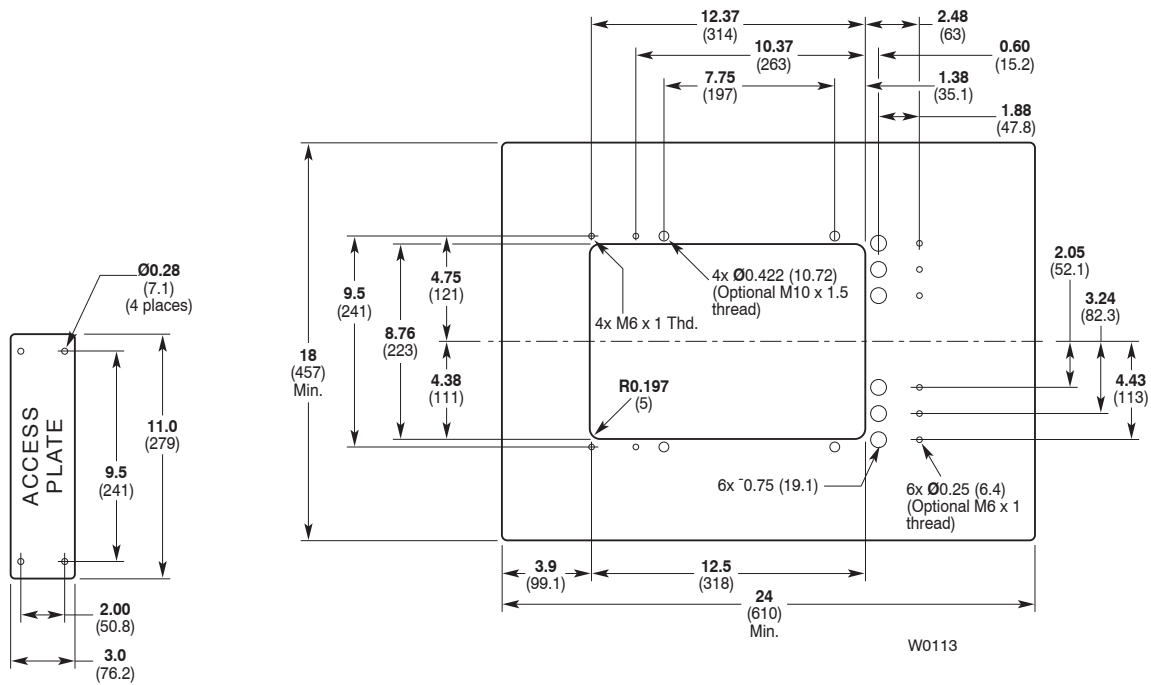 12.37
(314)
2.48
(63)
10.37
(263)
0.60
(15.2)
7.75
(197)
1.38
(35.1)
1.88
(47.8)
Ø0.28
(7.1)
(4 places)
9.5
(241)
4.75
(121)
8.76
(223)
4x Ø0.422 (10.72)
(Optional M10 x 1.5
thread)
4x M6 x 1 Thd.
2.05
(52.1)
3.24
(82.3)
18
(457)
Min.
4.38
(111)
R0.197
(5)
4.43
(113)
ACCESS
PLATE
11.0
(279)
9.5
(241)
6x ¯0.75 (19.1)
6x Ø0.25 (6.4)
(Optional M6 x 1
thread)
3.9
(99.1)
12.5
(318)
24
(610)
Min.
2.00
(50.8)
3.0
(76.2)
W0113